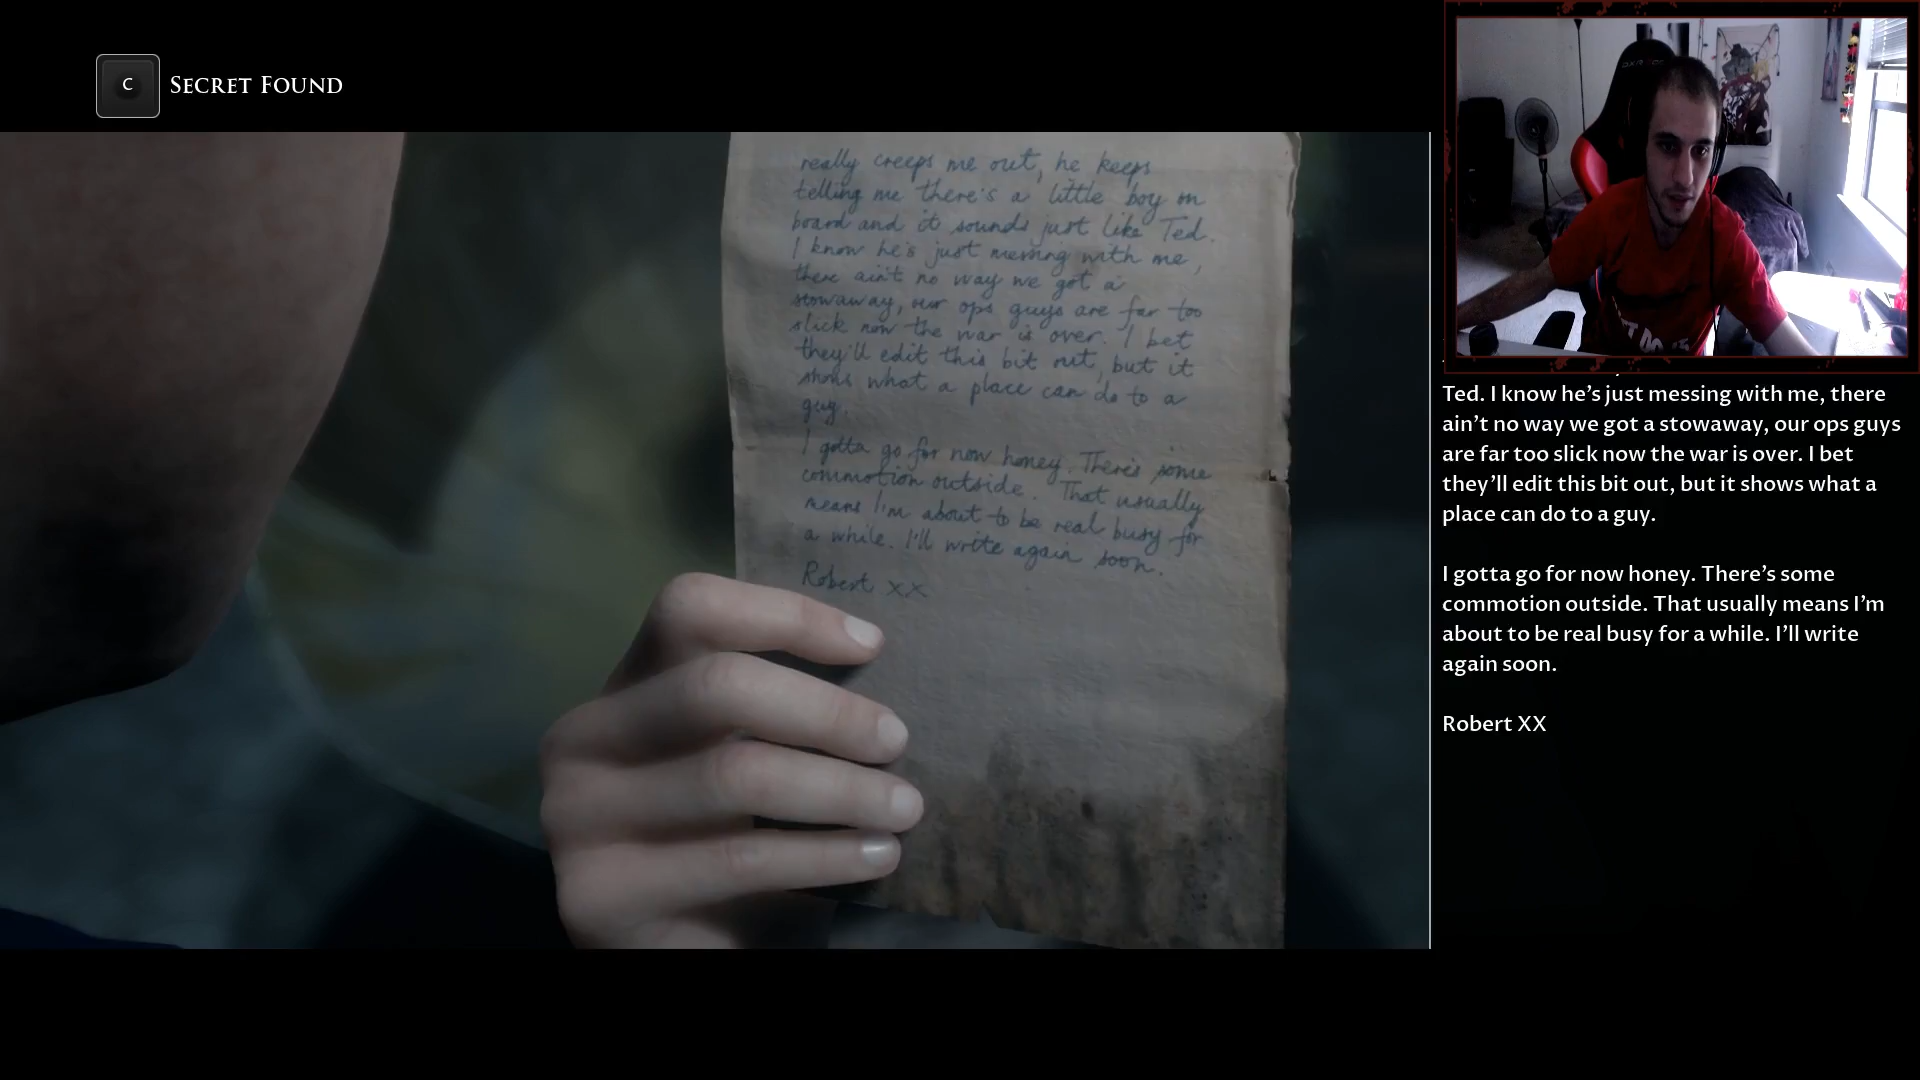 C
Secret Found
really creeps me out, he keeps
telling me there's a little boy on
board and it sounds just like Ted.
I know he's just messing with me,
there ain't no way we got a
stowaway, our ops guys are far too
slick now the war is over. I bet
they'll edit this bit out, but it
shows what a place can do to a
guy.
I gotta go for now honey. There's some
commotion outside. That usually
means I'm about to be real busy for
a while. I'll write again soon.
Robert xx
Ted. I know he's just messing with me, there
ain't no way we got a stowaway, our ops guys
are far too slick now the war is over. I bet
they'll edit this bit out, but it shows what a
place can do to a guy.
I gotta go for now honey. There's some
commotion outside. That usually means I'm
about to be real busy for a while. I'll write
again soon.
Robert XX